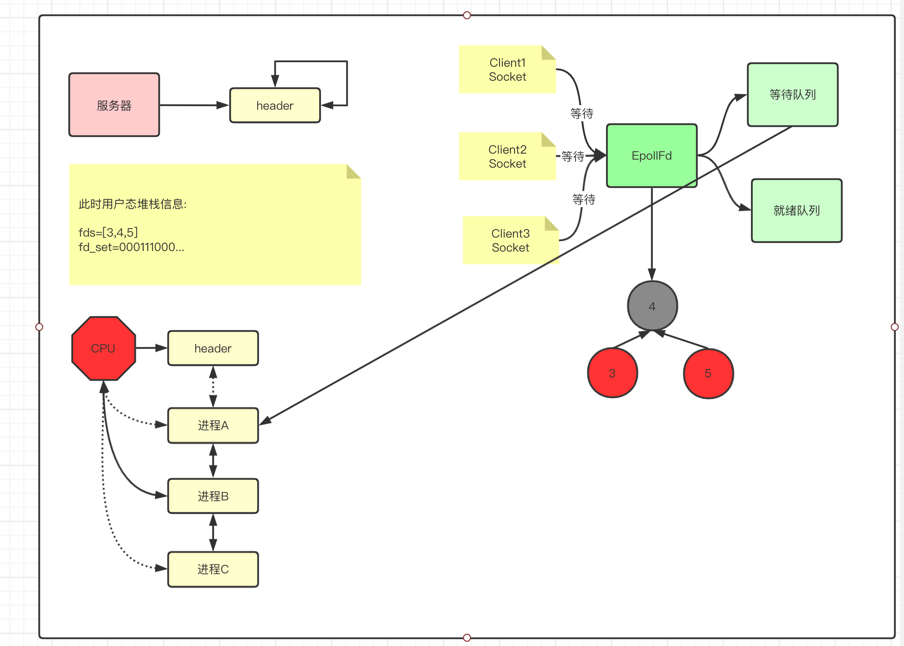 服务器
header
此时用户态堆栈信息:
fds=[3,4,5]
fd_set=000111000...
Client1
Socket
Client2
Socket
Client3
Socket
等待
等待
等待
EpollFd
等待队列
就绪队列
4
3
5
CPU
header
进程A
进程B
进程C